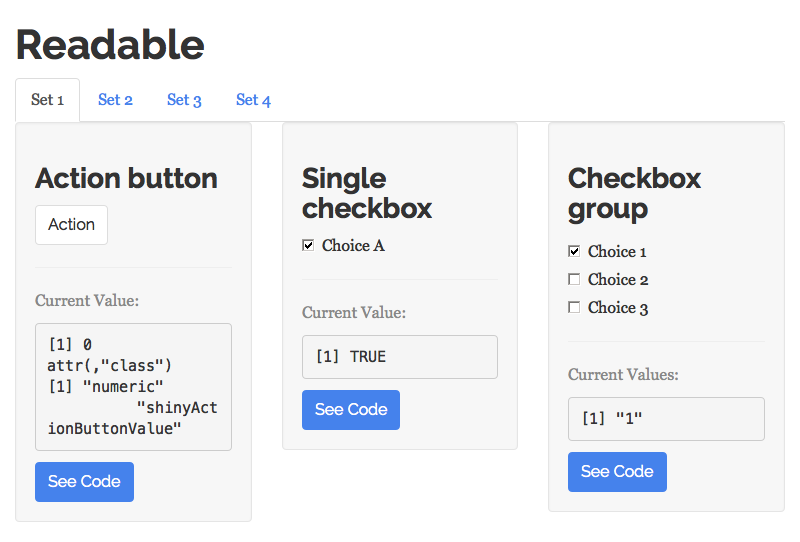 Readable
Set 1 Set 2 Set 3 Set 4
Action button
Action
Current Value:
[1] 0
attr(,"class")
[1] "numeric"
"shinyAct
ionButtonValue"
See Code
Single
checkbox
Choice A
Current Value:
[1] TRUE
See Code
Checkbox
group
Choice 1
Choice 2
Choice 3
Current Values:
[1] "1"
See Code